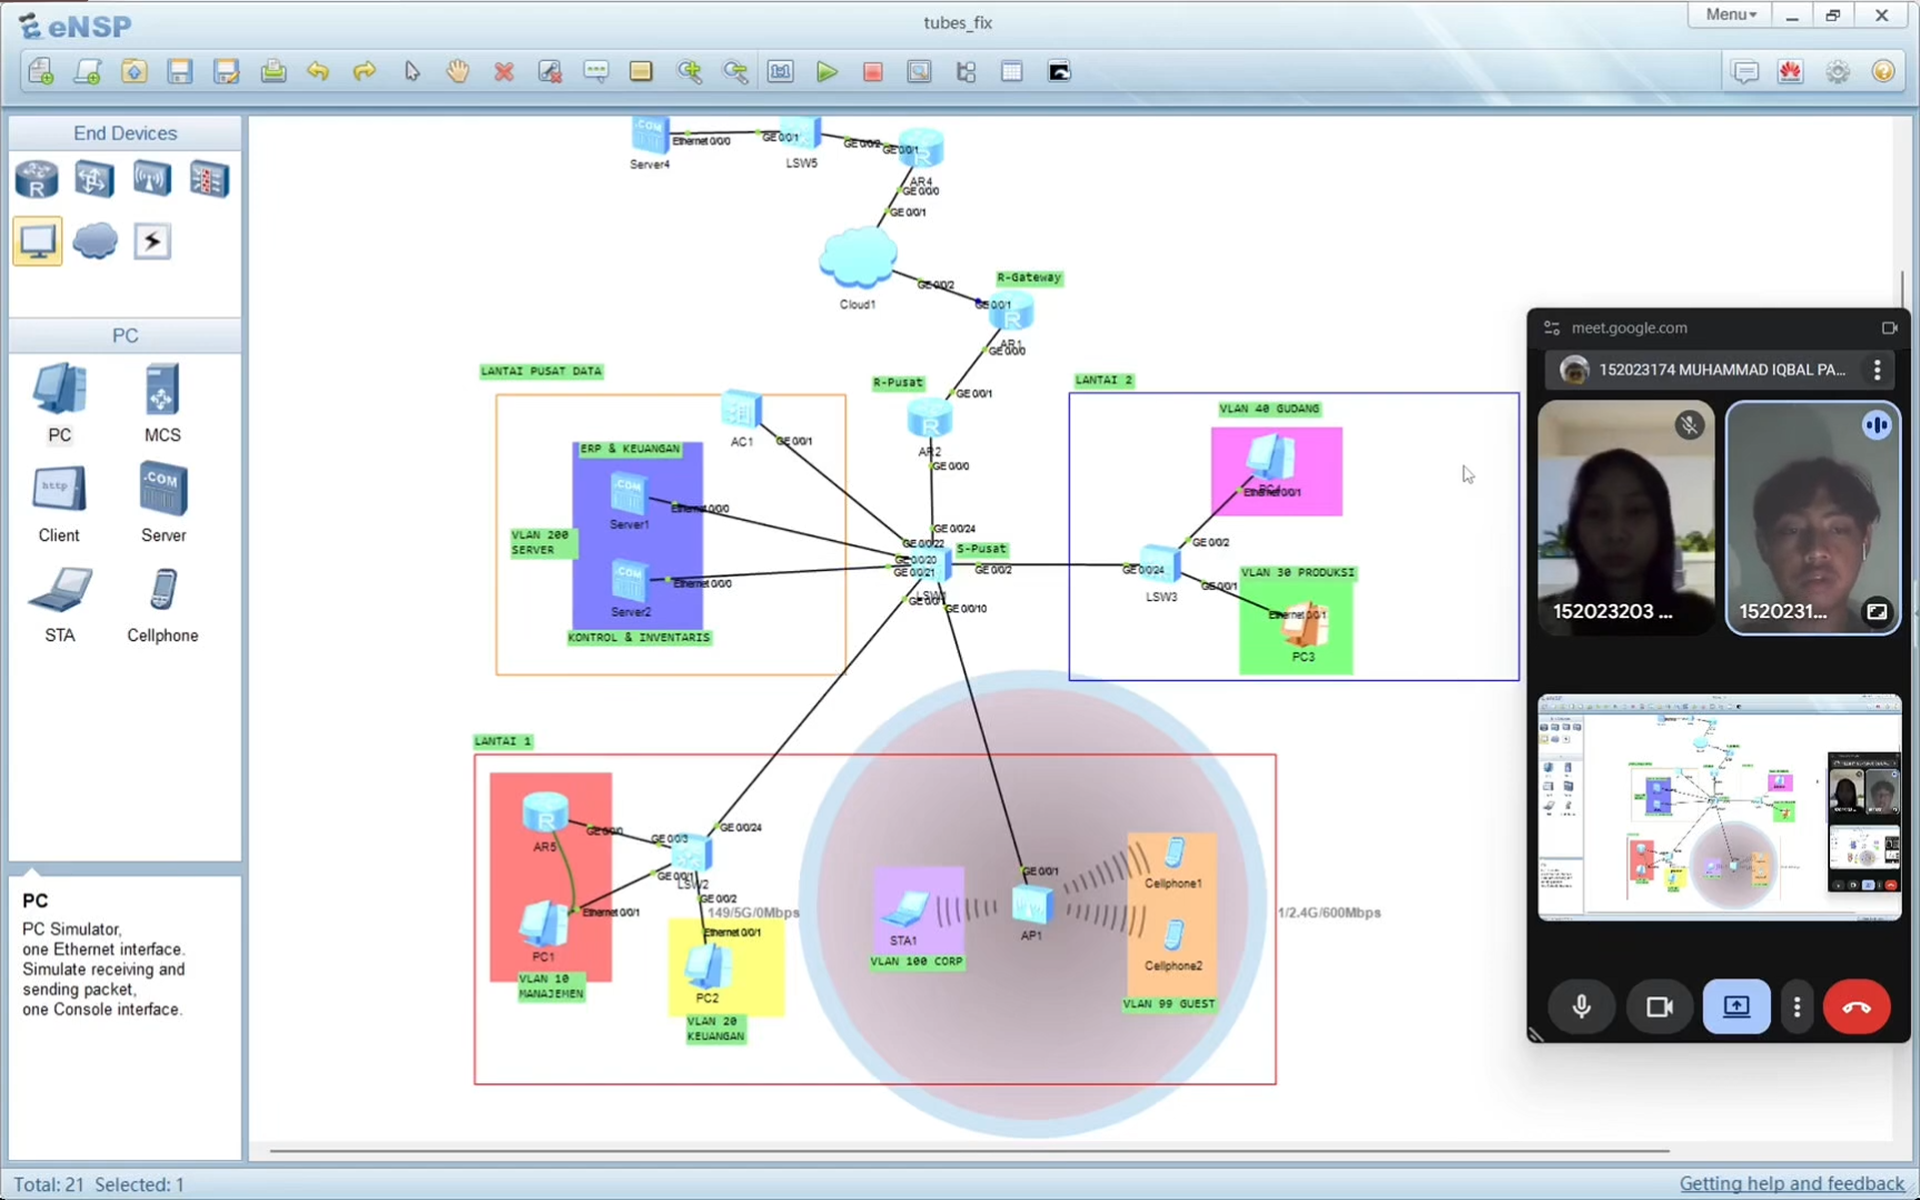 eNSP
tubes_fix
Menu
End Devices
PC
PC
MCS
Client
Server
STA
Cellphone
PC
PC Simulator,
one Ethernet interface.
Simulate receiving and
sending packet,
one Console interface.
Server4
Ethernet 0/0/0
GE 0/0/1
LSW5
GE 0/0/2
GE 0/0/1
AR4
GE 0/0/0
GE 0/0/1
Cloud1
GE 0/0/2
R-Gateway
GE 0/0/1
AR1
GE 0/0/0
LANTAI PUSAT DATA
R-Pusat
GE 0/0/1
AR2
GE 0/0/0
AC1
GE 0/0/1
ERP & KEUANGAN
Server1
Ethernet 0/0/0
VLAN 200
SERVER
Server2
Ethernet 0/0/0
KONTROL & INVENTARIS
GE 0/0/24
GE 0/0/22
GE 0/0/20
GE 0/0/21
S-Pusat
GE 0/0/2
GE 0/0/10
LANTAI 2
VLAN 40 GUDANG
PC4
Ethernet 0/0/1
GE 0/0/2
GE 0/0/24
LSW3
GE 0/0/1
VLAN 30 PRODUKSI
Ethernet 0/0/1
PC3
LANTAI 1
AR5
GE 0/0/0
GE 0/0/3
GE 0/0/24
LSW2
GE 0/0/1
GE 0/0/2
Ethernet 0/0/1
149/5G/0Mbps
Ethernet 0/0/1
PC1
VLAN 10
MANAJEMEN
PC2
VLAN 20
KEUANGAN
GE 0/0/1
AP1
STA1
VLAN 100 CORP
Cellphone1
Cellphone2
VLAN 99 GUEST
1/2.4G/600Mbps
meet.google.com
152023174 MUHAMMAD IQBAL PA...
152023203 ...
1520231...
Total: 21 Selected: 1
Getting help and feedback